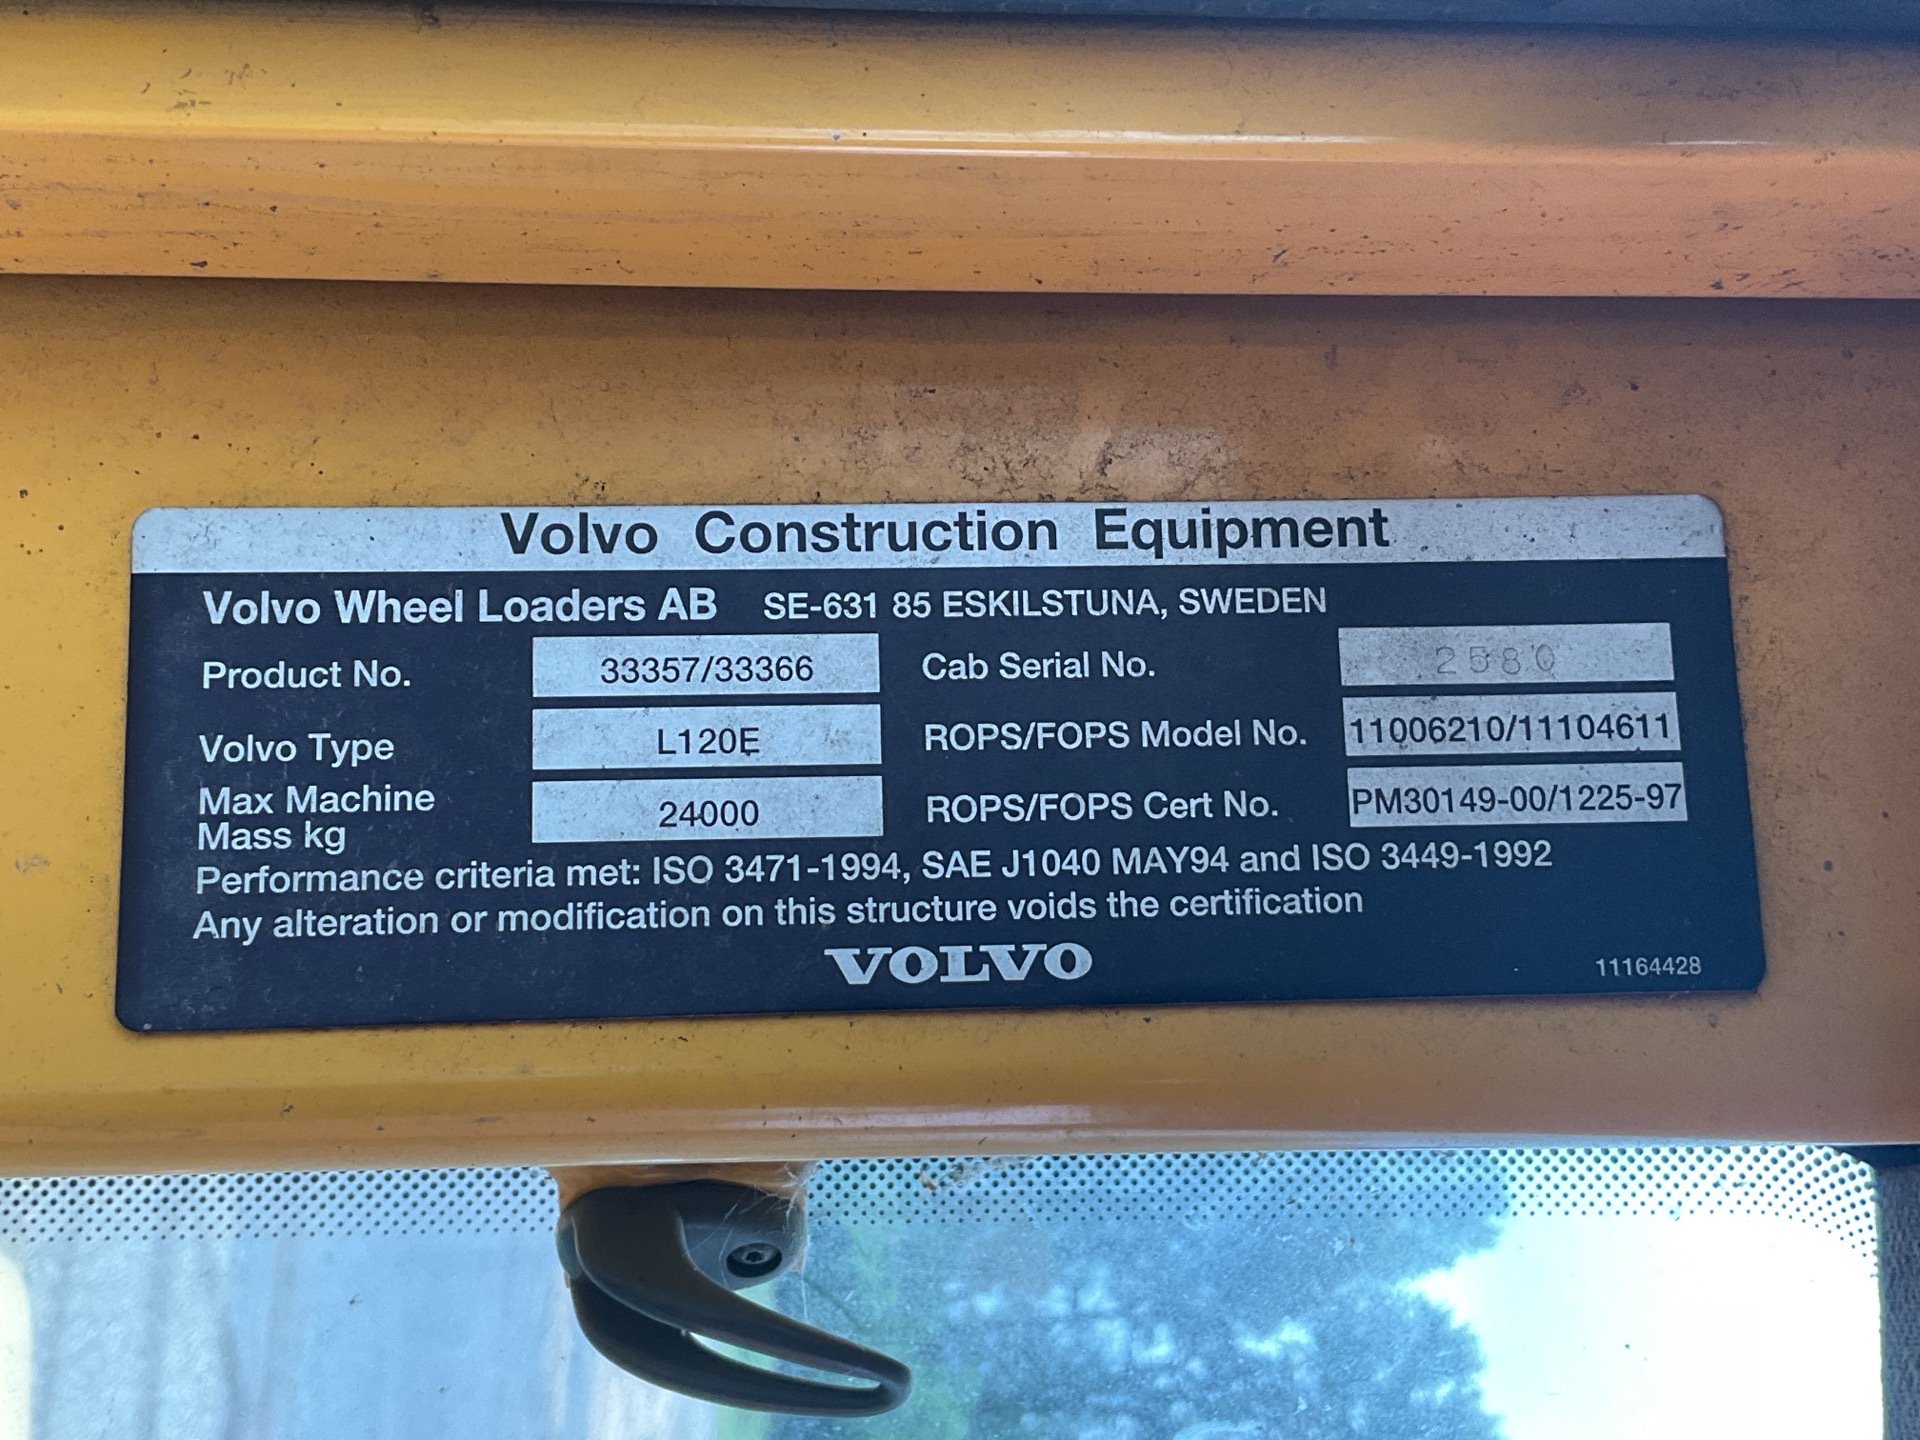 Volvo Construction Equipment
Volvo Wheel Loaders AB SE-631 85 ESKILSTUNA, SWEDEN
Product No. 33357/33366 Cab Serial No. 2580
Volvo Type L120E ROPS/FOPS Model No. 11006210/11104611
Max Machine
Mass kg 24000 ROPS/FOPS Cert No. PM30149-00/1225-97
Performance criteria met: ISO 3471-1994, SAE J1040 MAY94 and ISO 3449-1992
Any alteration or modification on this structure voids the certification
VOLVO
11164428